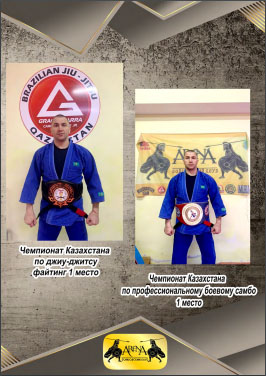 BRAZILIAN JIU-JITSU
QAZAQSTAN
ARENA
Чемпионат Казахстана
по джиу-джитсу
файтинг 1 место
Чемпионат Казахстана
по профессиональному боевому самбо
1 место
ARENA